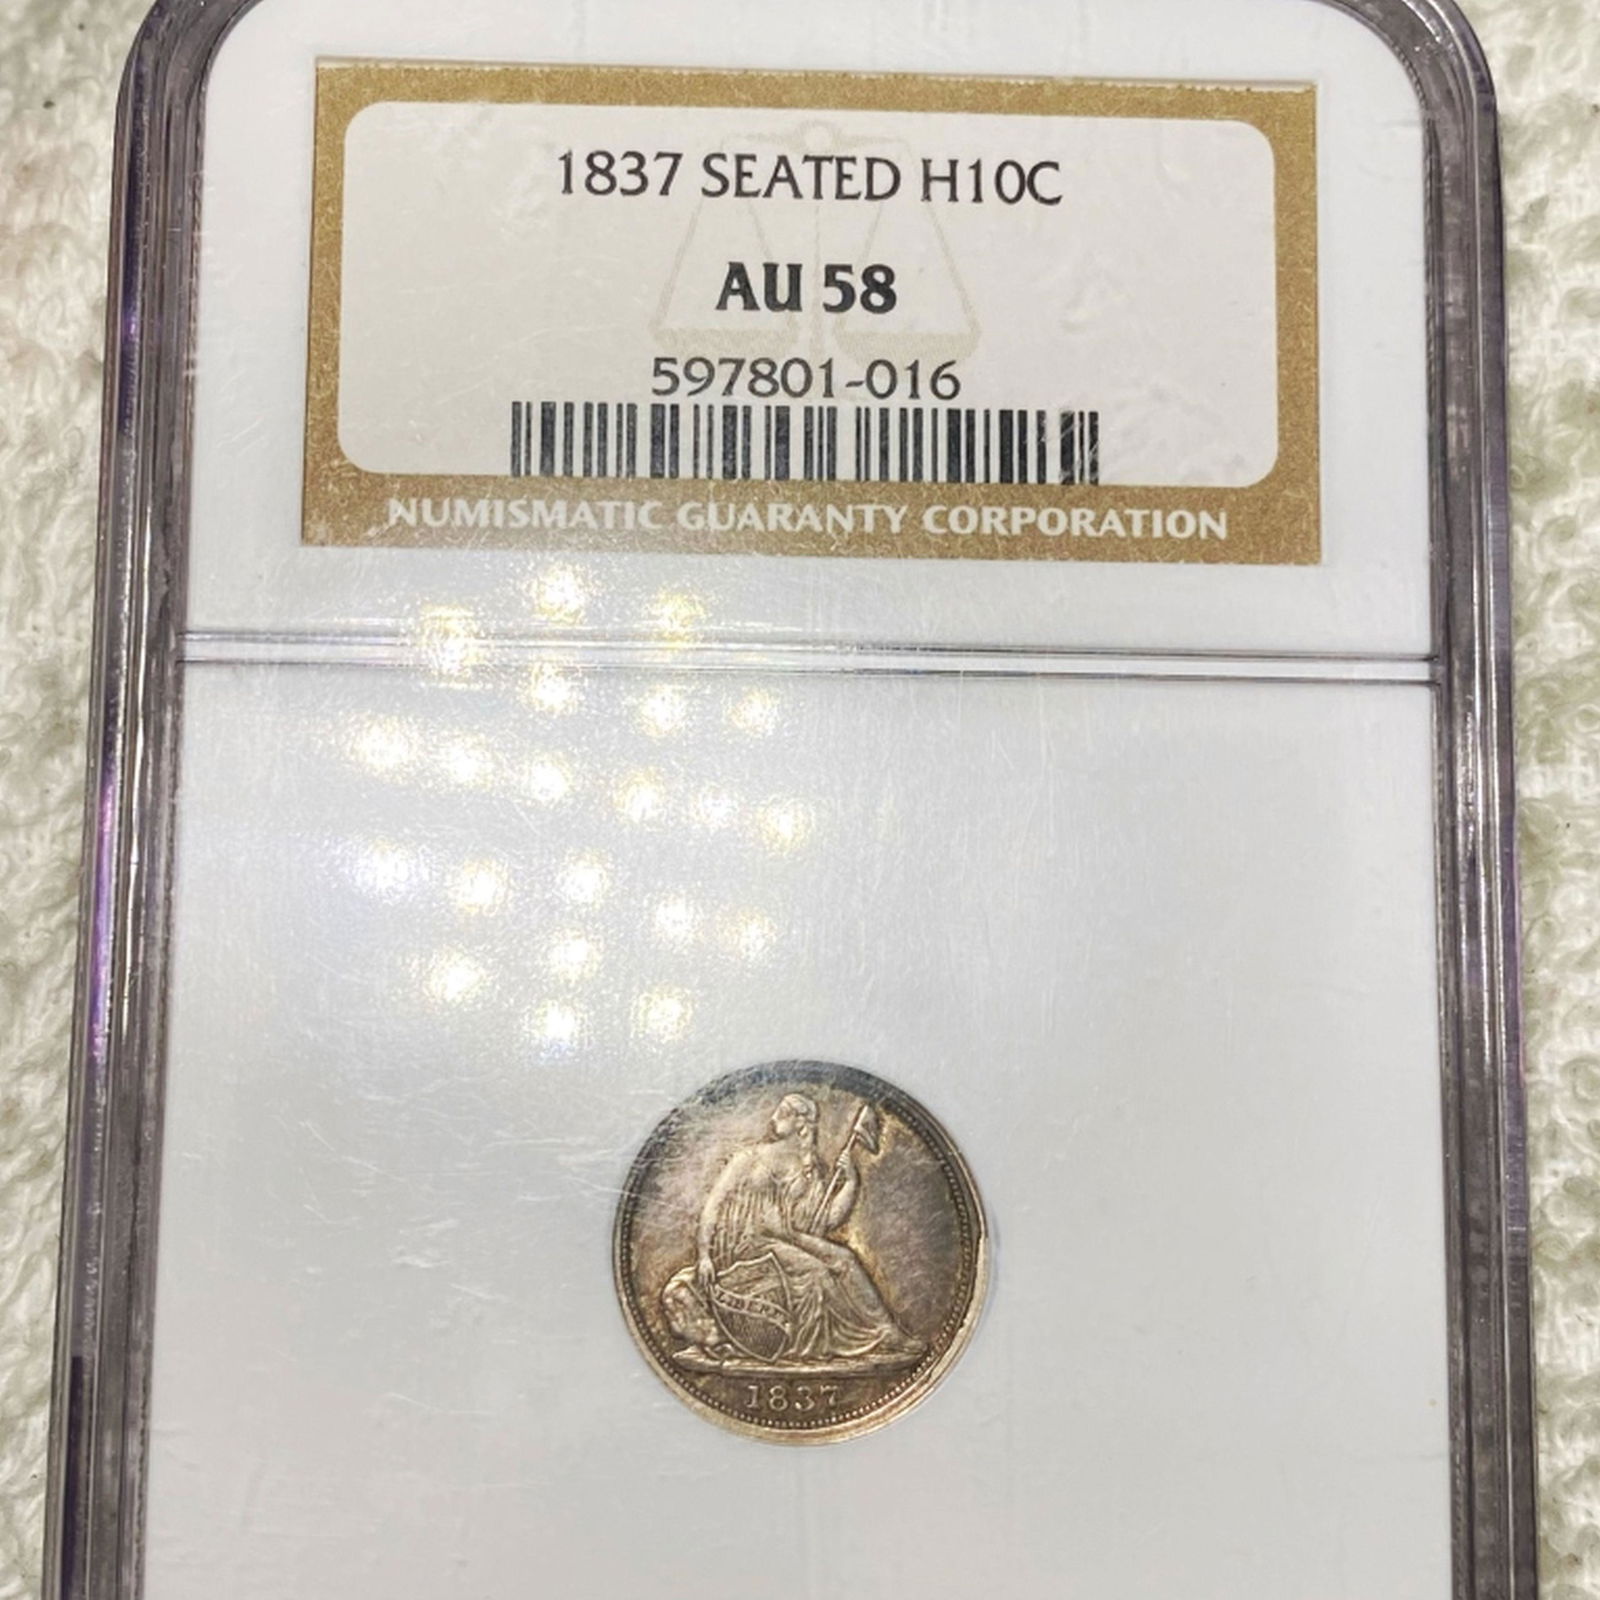 1837 SEATED H10C
AU 58
597801-016
NUMISMATIC GUARANTY CORPORATION
LIBERTY
1837